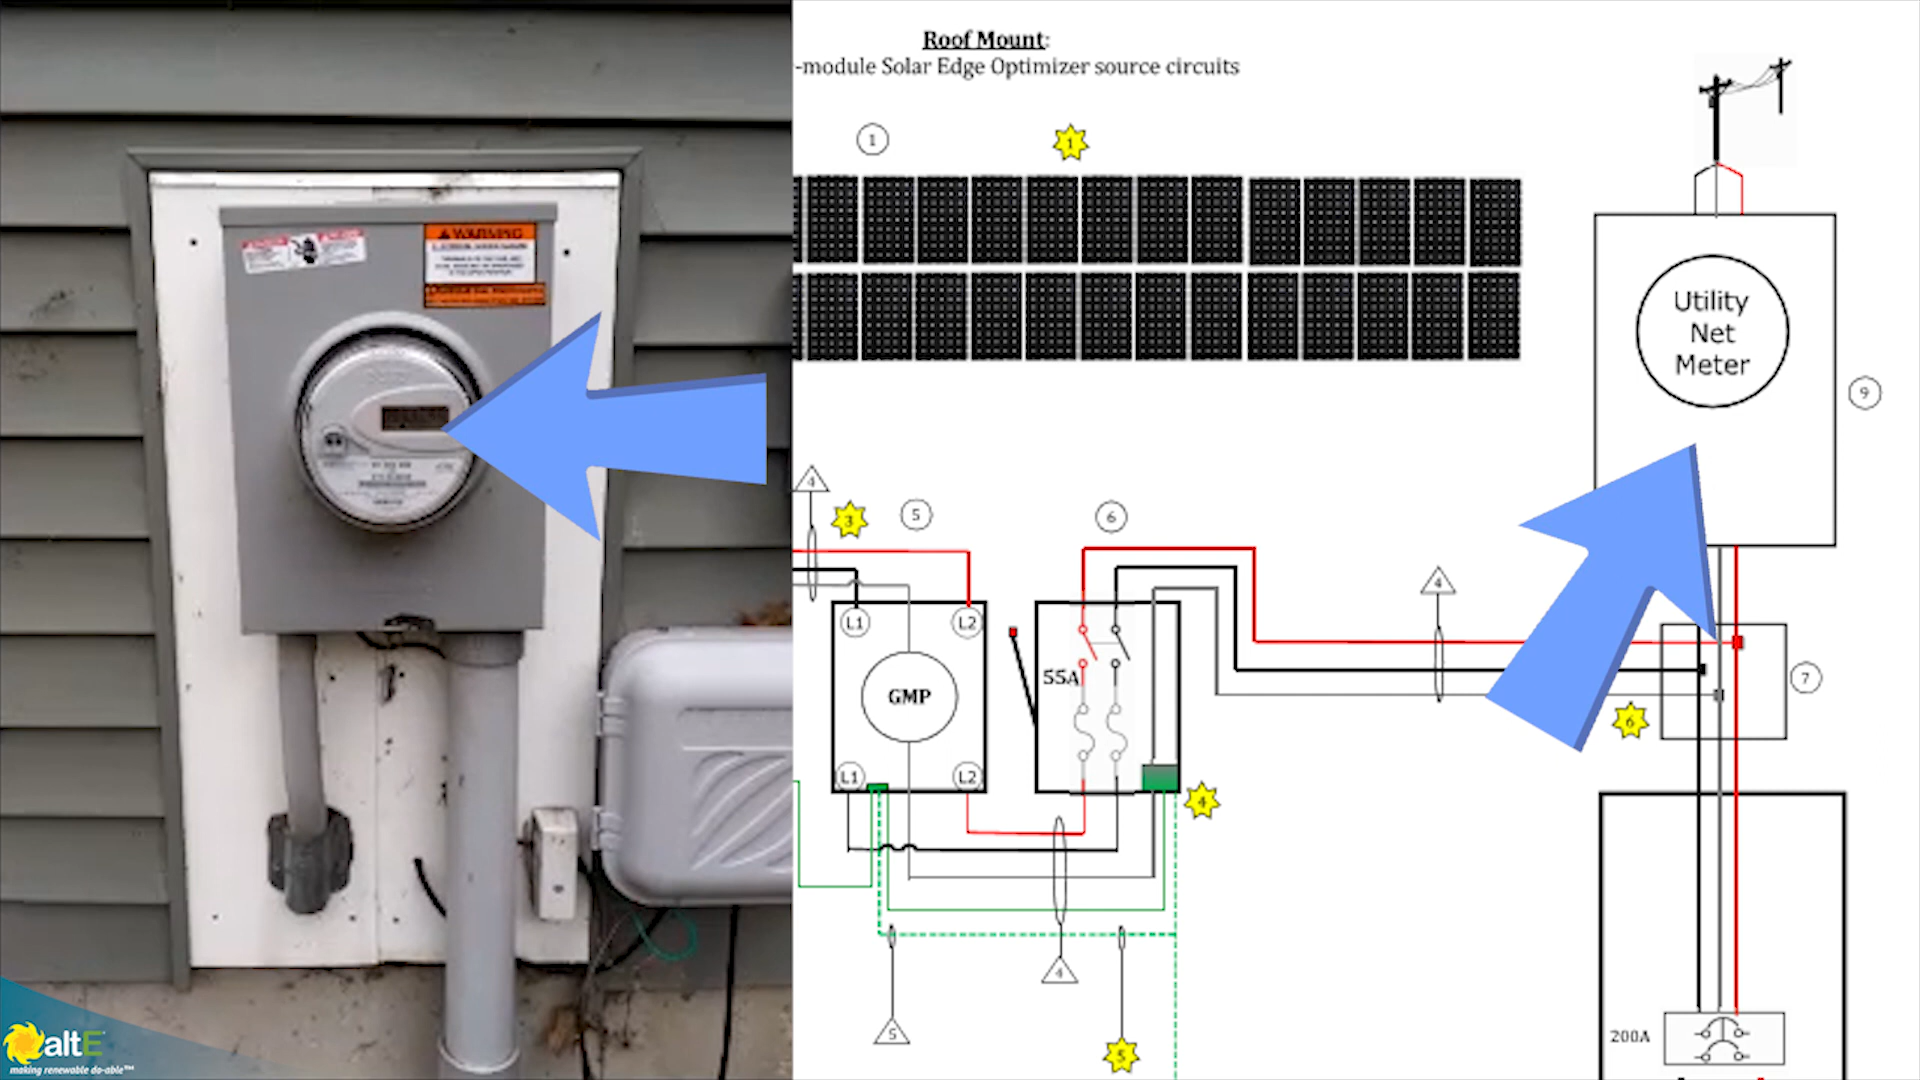 WARNING
altE
making renewable do-able™
Roof Mount:
-module Solar Edge Optimizer source circuits
1
1
Utility
Net
Meter
9
4
3
5
6
L1
L2
GMP
L1
L2
55A
4
4
7
6
4
5
5
200A